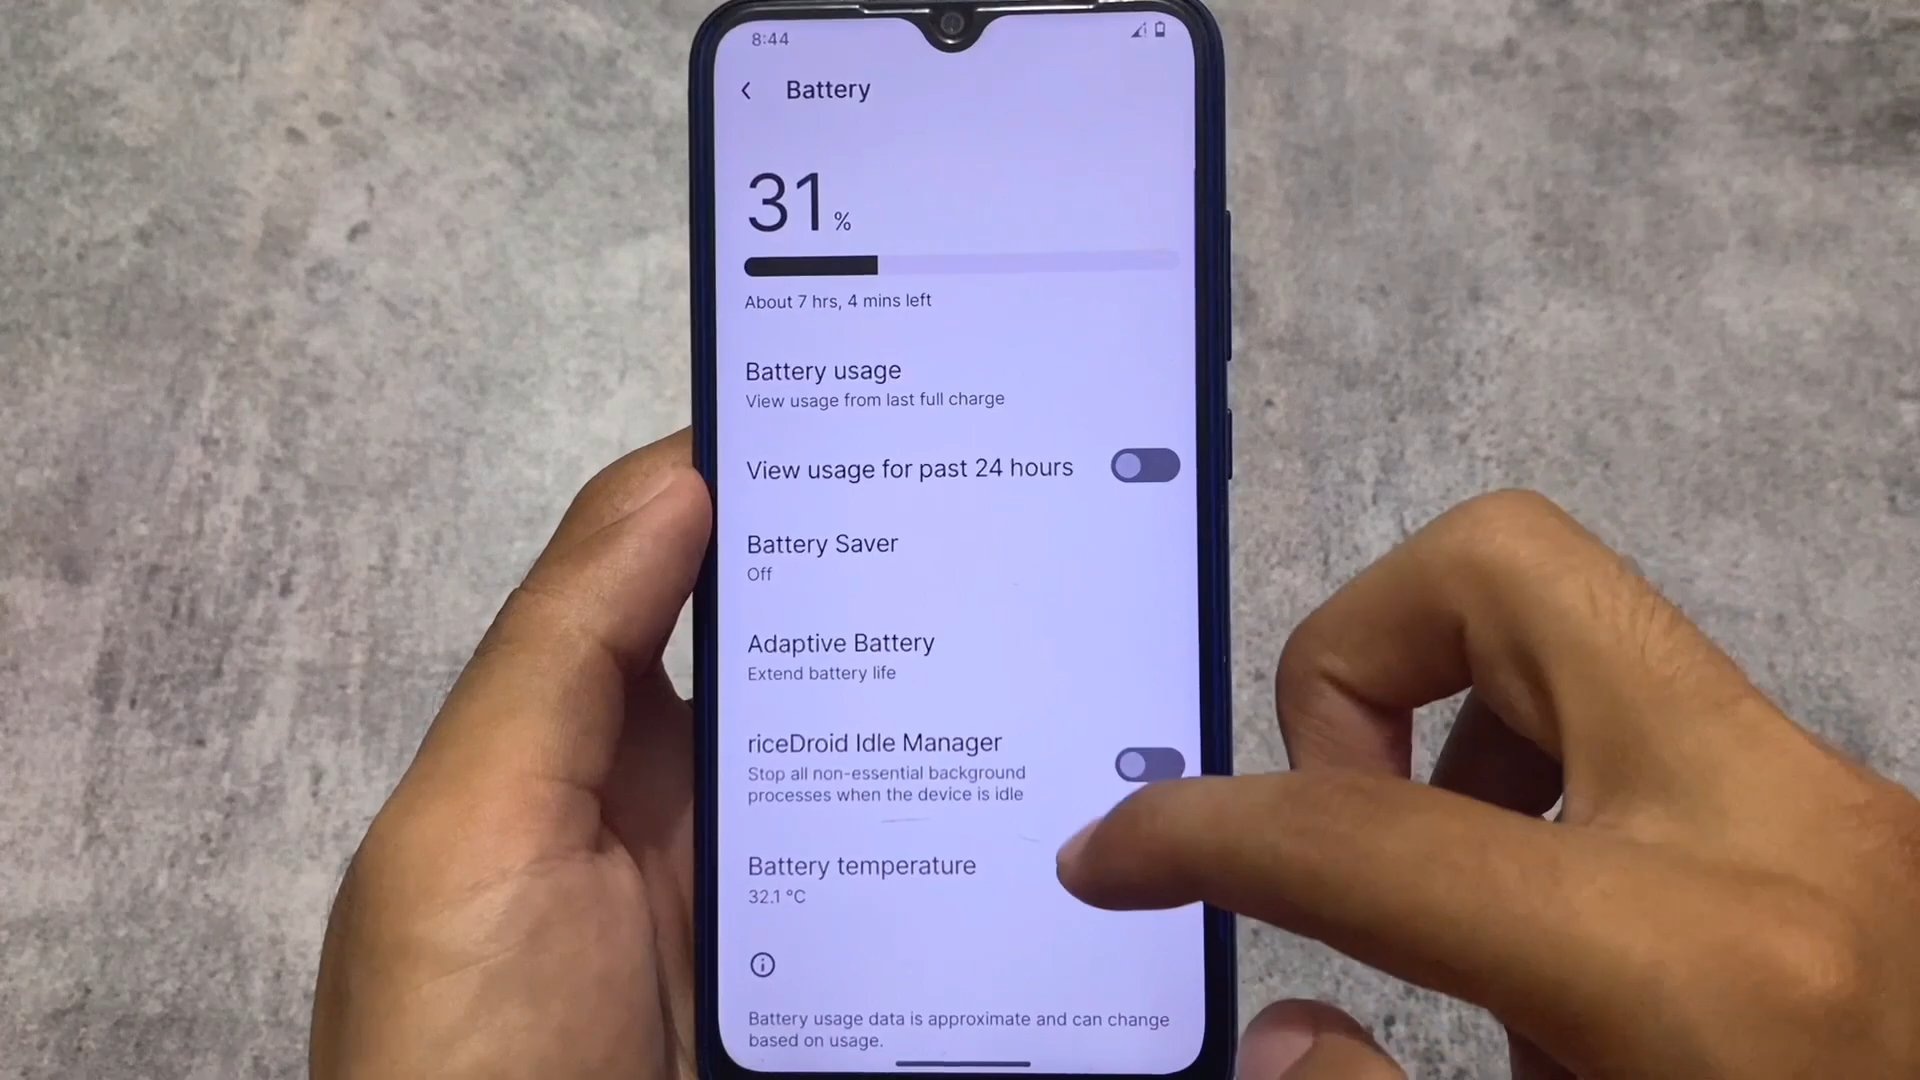 8:44
Battery
31%
About 7 hrs, 4 mins left
Battery usage
View usage from last full charge
View usage for past 24 hours
Battery Saver
Off
Adaptive Battery
Extend battery life
riceDroid Idle Manager
Stop all non-essential background
processes when the device is idle
Battery temperature
32.1 °C
Battery usage data is approximate and can change
based on usage.